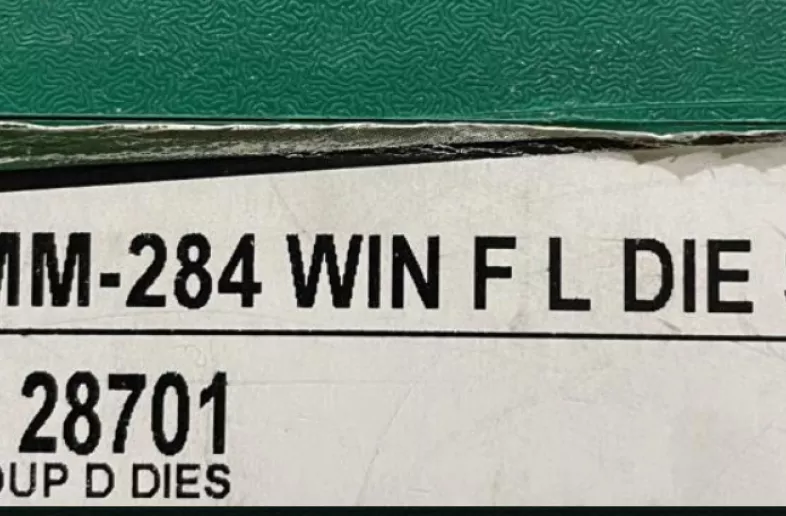 MM-284 WIN F L DIE
28701
OUP D DIES